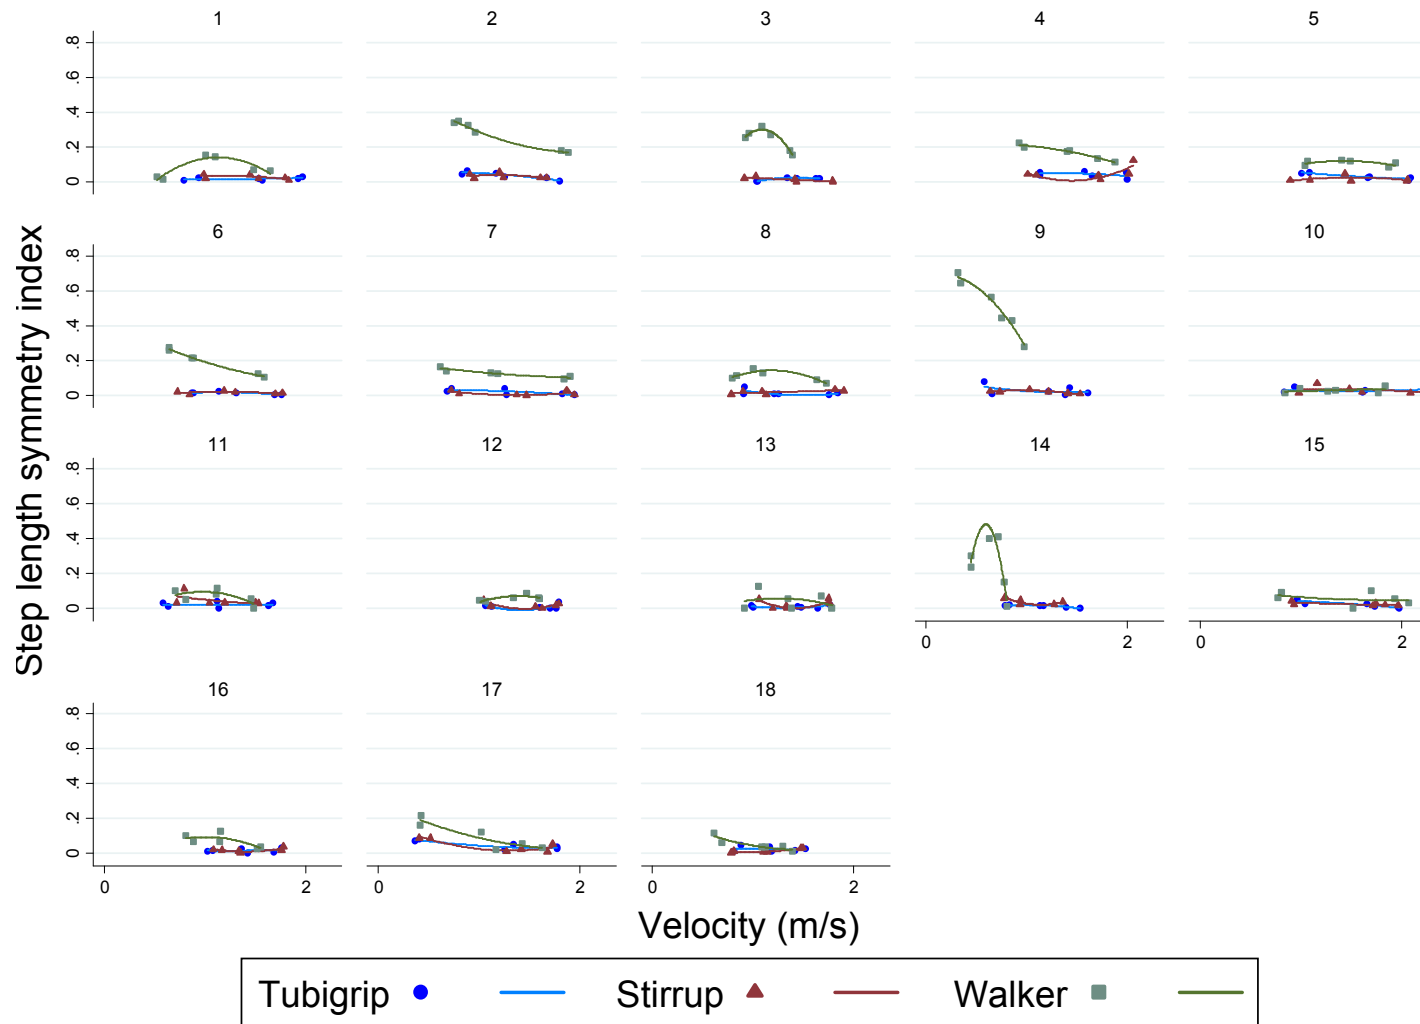 1 2 3 4 5
0 .2 .4 .6 .8
6 7 8 9 10
0 .2 .4 .6 .8
11 12 13 14 15
0 .2 .4 .6 .8
0 2 0 2
16 17 18
0 .2 .4 .6 .8
0 2 0 2 0 2
Step length symmetry index
Velocity (m/s)
Tubigrip Stirrup Walker